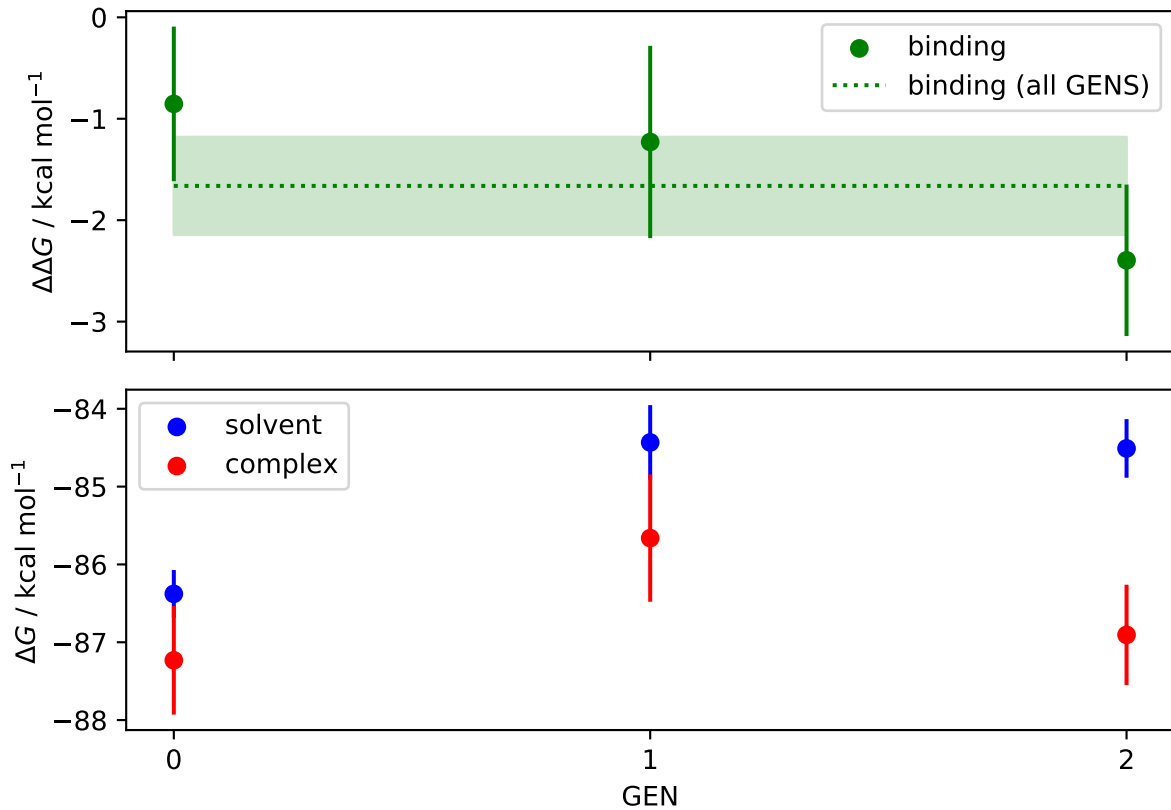 0
−1
−2
−3
ΔΔG / kcal mol⁻¹
binding
binding (all GENS)
−84
−85
−86
−87
−88
ΔG / kcal mol⁻¹
solvent
complex
0
1
2
GEN